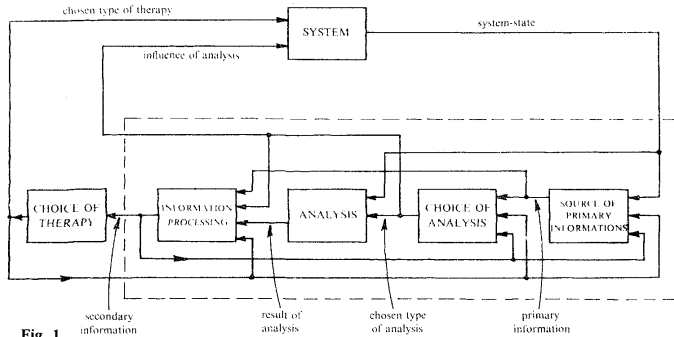 chosen type of therapy
SYSTEM
system-state
influence of analysis
CHOICE OF
THERAPY
INFORMATION
PROCESSING
ANALYSIS
CHOICE OF
ANALYSIS
SOURCE OF
PRIMARY
INFORMATIONS
secondary
information
result of
analysis
chosen type
of analysis
primary
information
Fig. 1